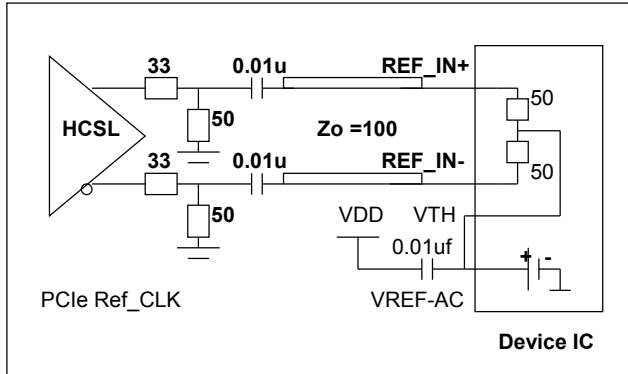 33
0.01u
REF_IN+
50
HCSL
50
Zo =100
33
0.01u
REF_IN-
50
50
VDD
VTH
0.01uf
+ -
PCIe Ref_CLK
VREF-AC
Device IC